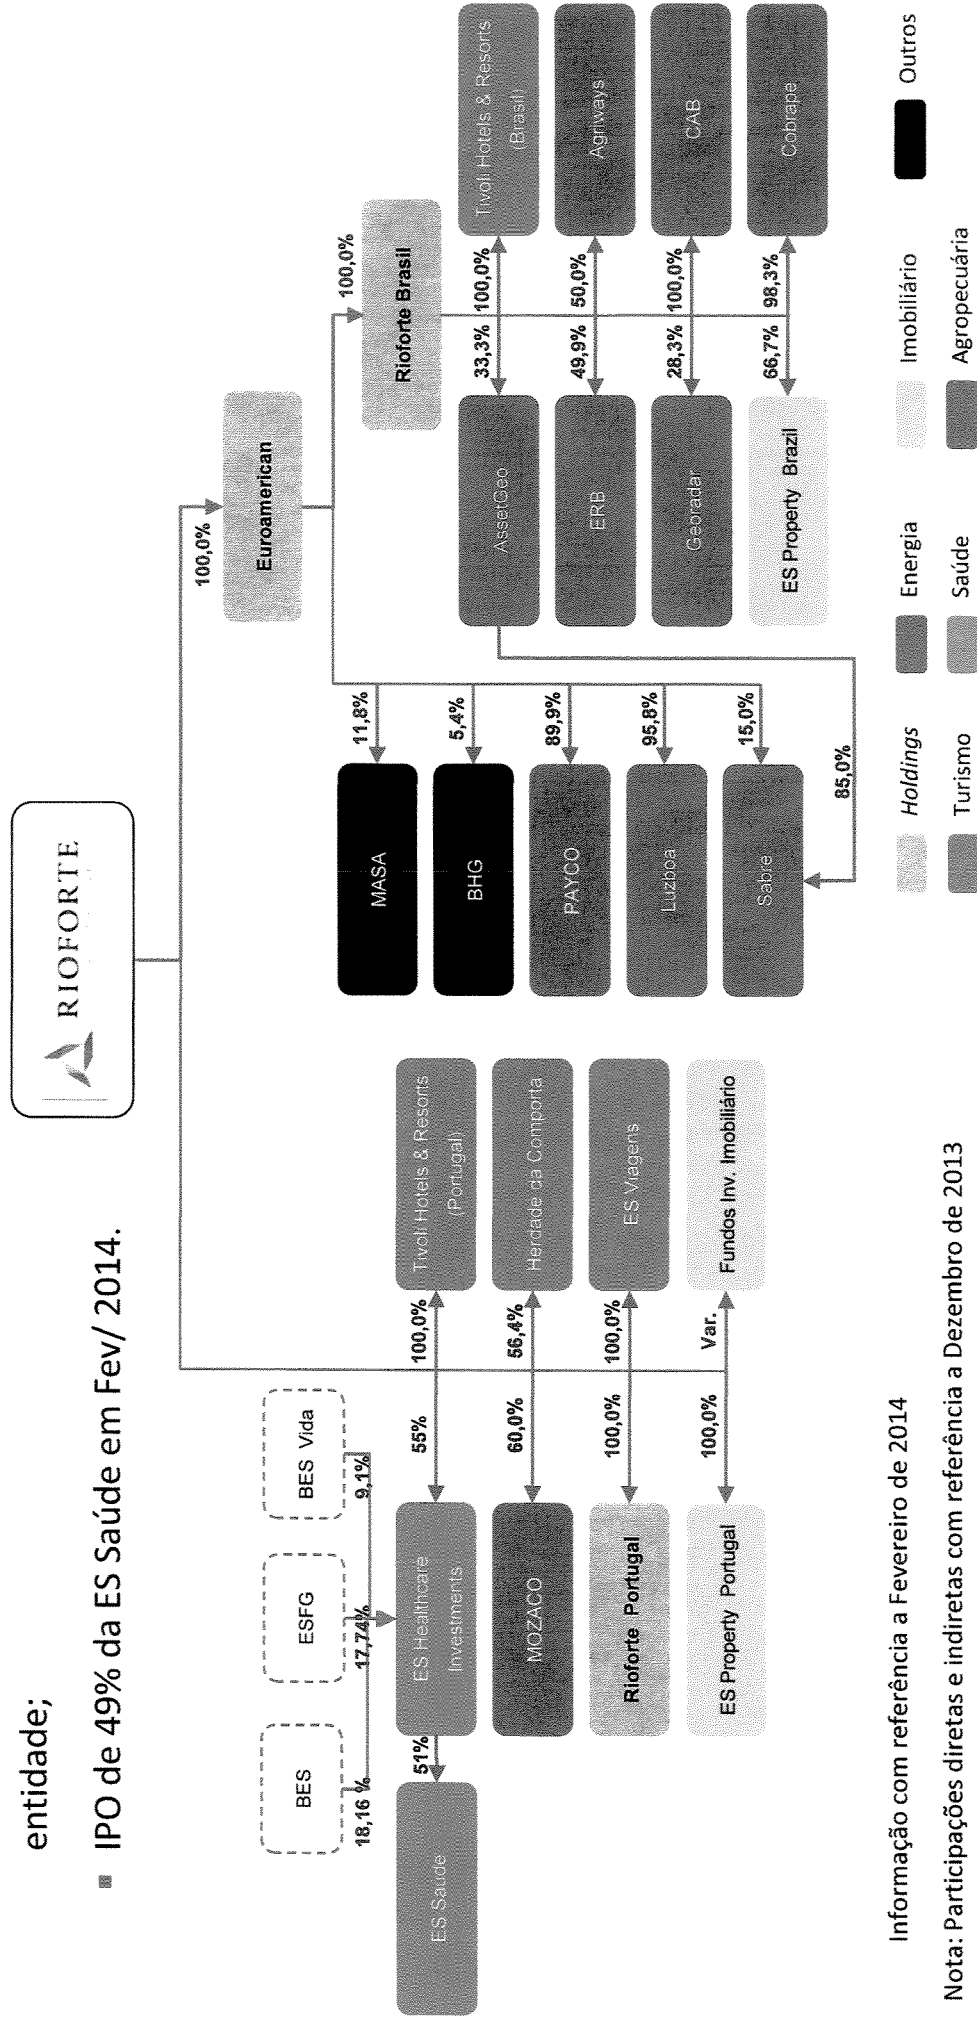 entidade;
▪ IPO de 49% da ES Saúde em Fev/ 2014.
RIOFORTE
100,0%
Euroamerican
100,0%
Rioforte Brasil
BES
ESFG
BES Vida
18,16 %
17,74%
9,1%
ES Saude
51%
ES Healthcare
Investments
55%
100,0%
Tivoli Hotels & Resorts
(Portugal)
MOZACO
60,0%
56,4%
Herdade da Comporta
Rioforte Portugal
100,0%
100,0%
ES Viagens
ES Property Portugal
100,0%
Var.
Fundos Inv. Imobiliário
MASA
11,8%
BHG
5,4%
PAYCO
89,9%
Luzboa
95,8%
Sabre
15,0%
85,0%
AssetGeo
33,3%
100,0%
Tivoli Hotels & Resorts
(Brasil)
ERB
49,9%
50,0%
Agriways
Georadar
28,3%
100,0%
CAB
ES Property Brazil
66,7%
98,3%
Cobrape
Informação com referência a Fevereiro de 2014
Holdings
Energia
Imobiliário
Outros
Turismo
Saúde
Agropecuária
Nota: Participações diretas e indiretas com referência a Dezembro de 2013